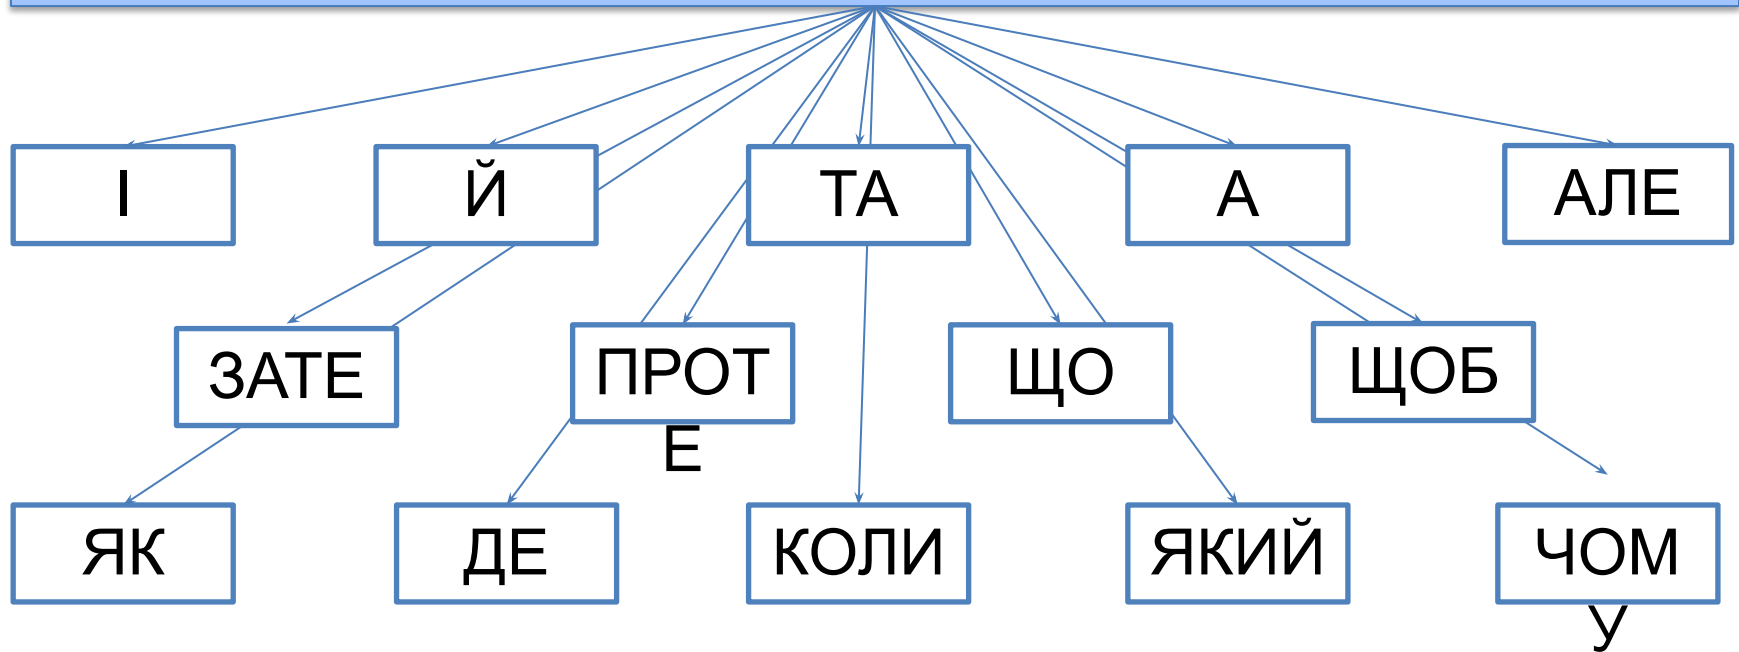 І
Й
ТА
А
АЛЕ
ЗАТЕ
ПРОТ
Е
ЩО
ЩОБ
ЯК
ДЕ
КОЛИ
ЯКИЙ
ЧОМ
У